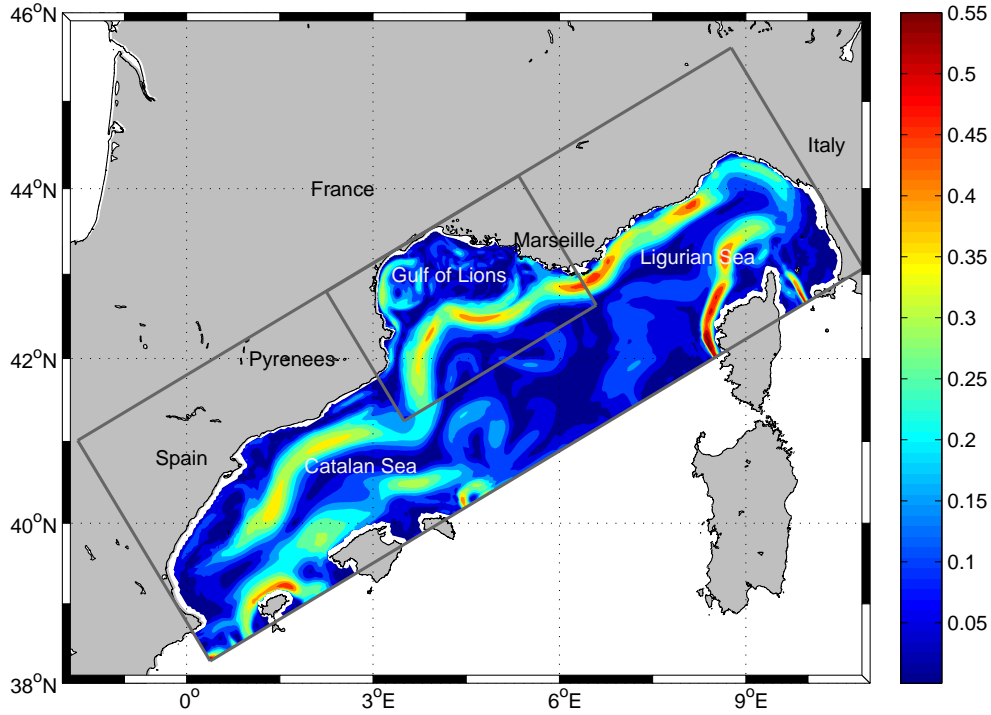 46°N
44°N
42°N
40°N
38°N
0°
3°E
6°E
9°E
France
Italy
Marseille
Ligurian Sea
Gulf of Lions
Pyrenees
Spain
Catalan Sea
0.55
0.5
0.45
0.4
0.35
0.3
0.25
0.2
0.15
0.1
0.05